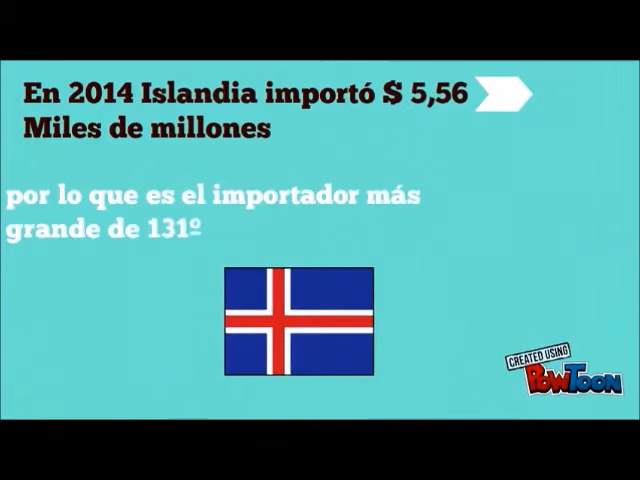 En 2014 Islandia importó $ 5,56
Miles de millones
por lo que es el importador más
grande de 131º
CREATED USING
POWTOON